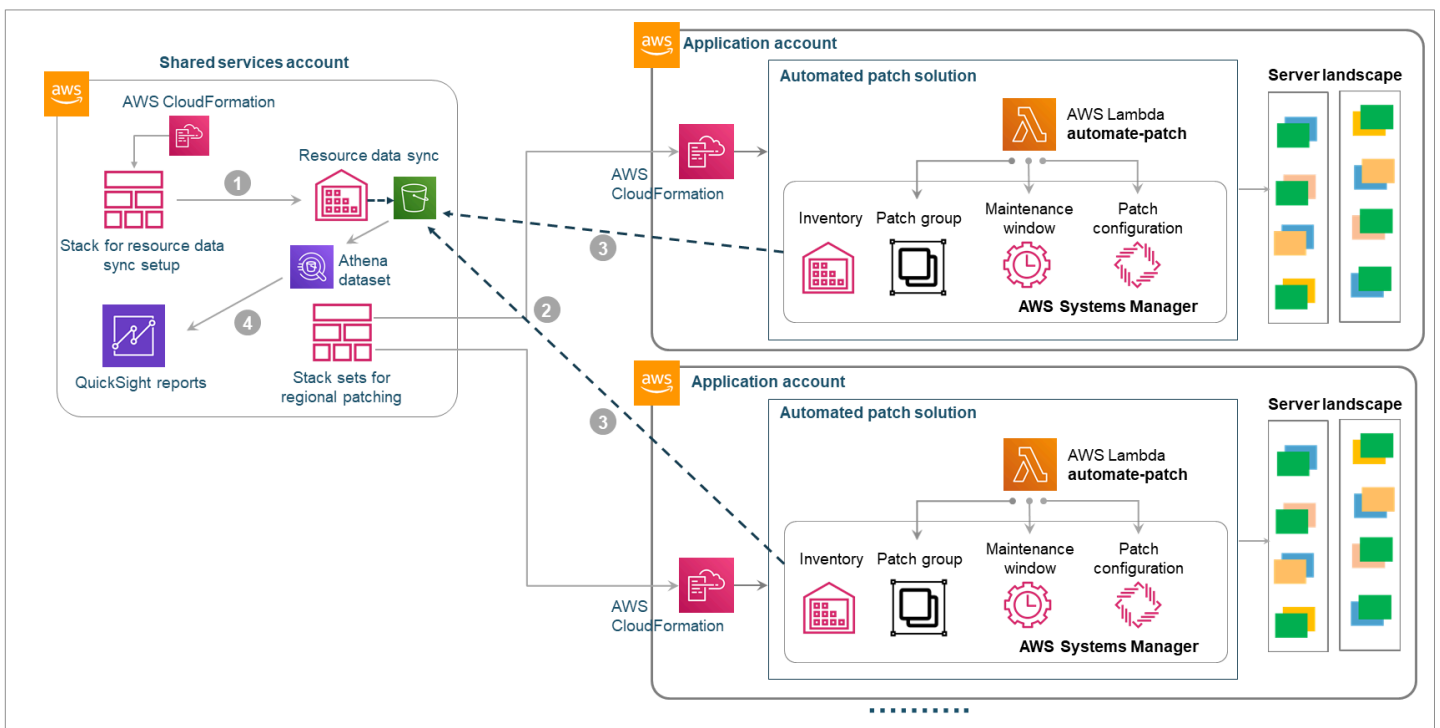 Shared services account
aws
AWS CloudFormation
Resource data sync
1
Stack for resource data
sync setup
Athena
dataset
4
QuickSight reports
Stack sets for
regional patching
2
3
3
aws
Application account
Automated patch solution
AWS Lambda
automate-patch
AWS
CloudFormation
Inventory
Patch group
Maintenance
window
Patch
configuration
AWS Systems Manager
Server landscape
aws
Application account
Automated patch solution
AWS Lambda
automate-patch
AWS
CloudFormation
Inventory
Patch group
Maintenance
window
Patch
configuration
AWS Systems Manager
Server landscape